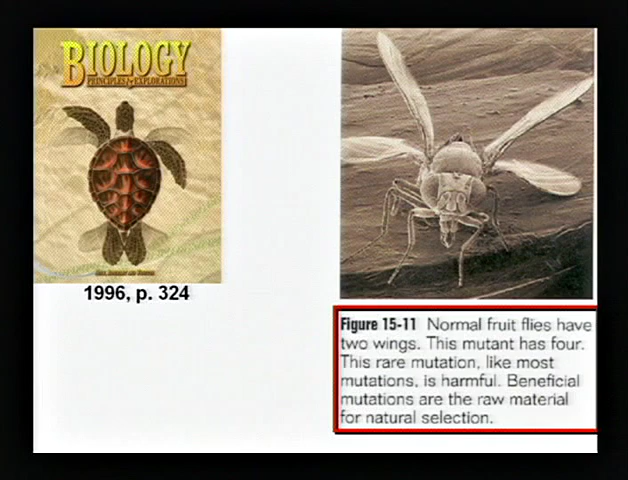 BIOLOGY
PRINCIPLES & EXPLORATIONS
1996, p. 324
Figure 15-11 Normal fruit flies have
two wings. This mutant has four.
This rare mutation, like most
mutations, is harmful. Beneficial
mutations are the raw material
for natural selection.